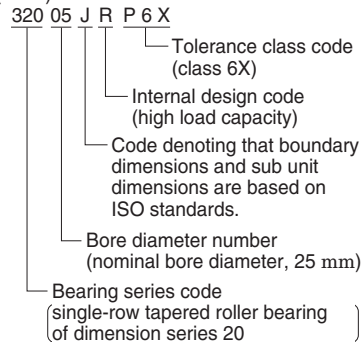 320 05 J R P 6 X
Tolerance class code
(class 6X)
Internal design code
(high load capacity)
Code denoting that boundary
dimensions and sub unit
dimensions are based on
ISO standards.
Bore diameter number
(nominal bore diameter, 25 mm)
Bearing series code
(single-row tapered roller bearing
of dimension series 20)